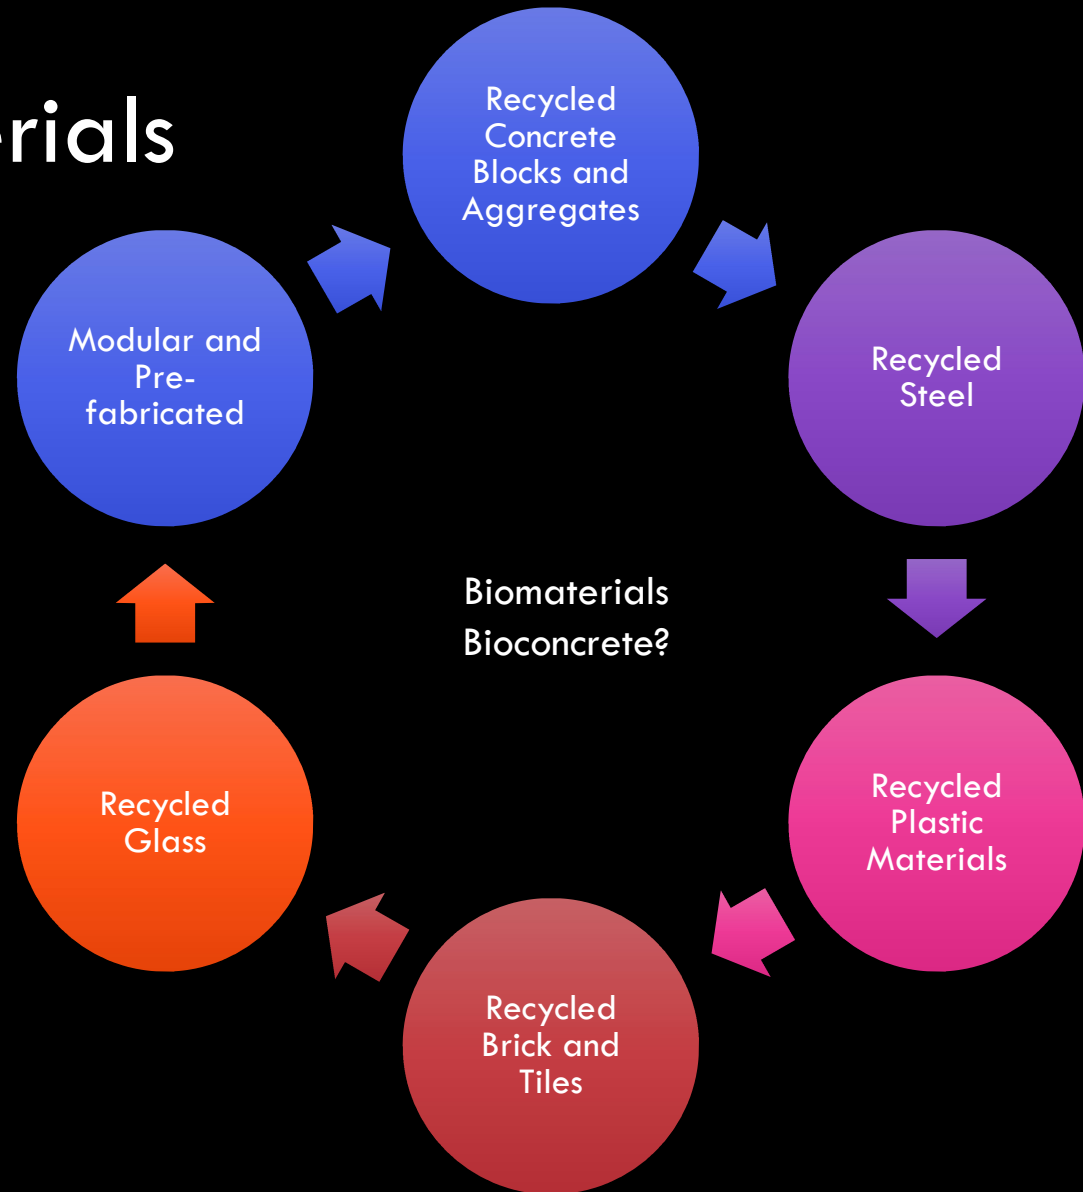 erials
Recycled
Concrete
Blocks and
Aggregates
Recycled
Steel
Recycled
Plastic
Materials
Recycled
Brick and
Tiles
Recycled
Glass
Modular and
Pre-
fabricated
Biomaterials
Bioconcrete?